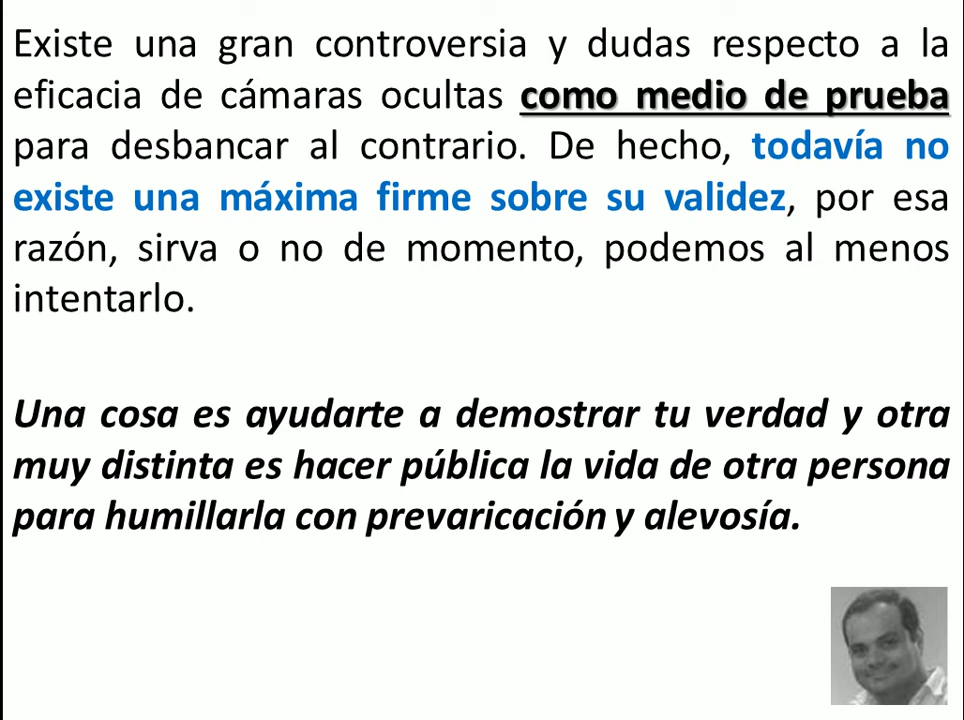 Existe una gran controversia y dudas respecto a la
eficacia de cámaras ocultas como medio de prueba
para desbancar al contrario. De hecho, todavía no
existe una máxima firme sobre su validez, por esa
razón, sirva o no de momento, podemos al menos
intentarlo.
Una cosa es ayudarte a demostrar tu verdad y otra
muy distinta es hacer pública la vida de otra persona
para humillarla con prevaricación y alevosía.